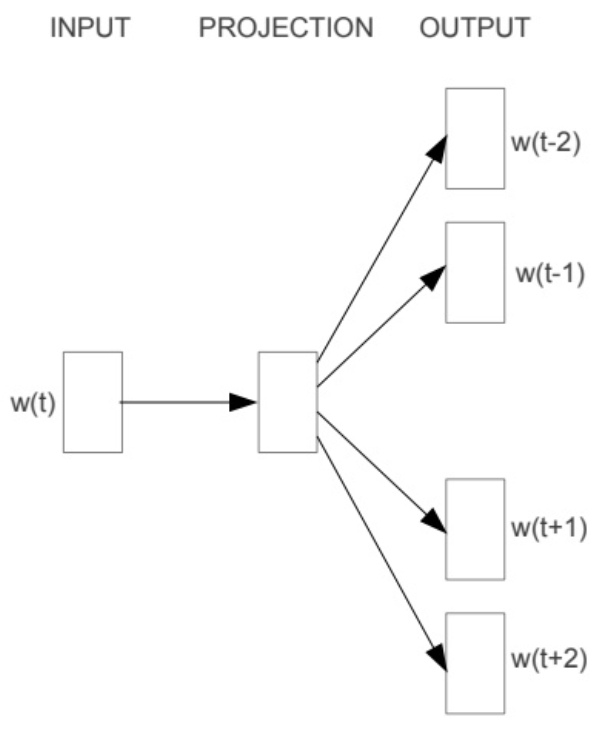 INPUT PROJECTION OUTPUT
w(t-2)
w(t-1)
w(t)
w(t+1)
w(t+2)